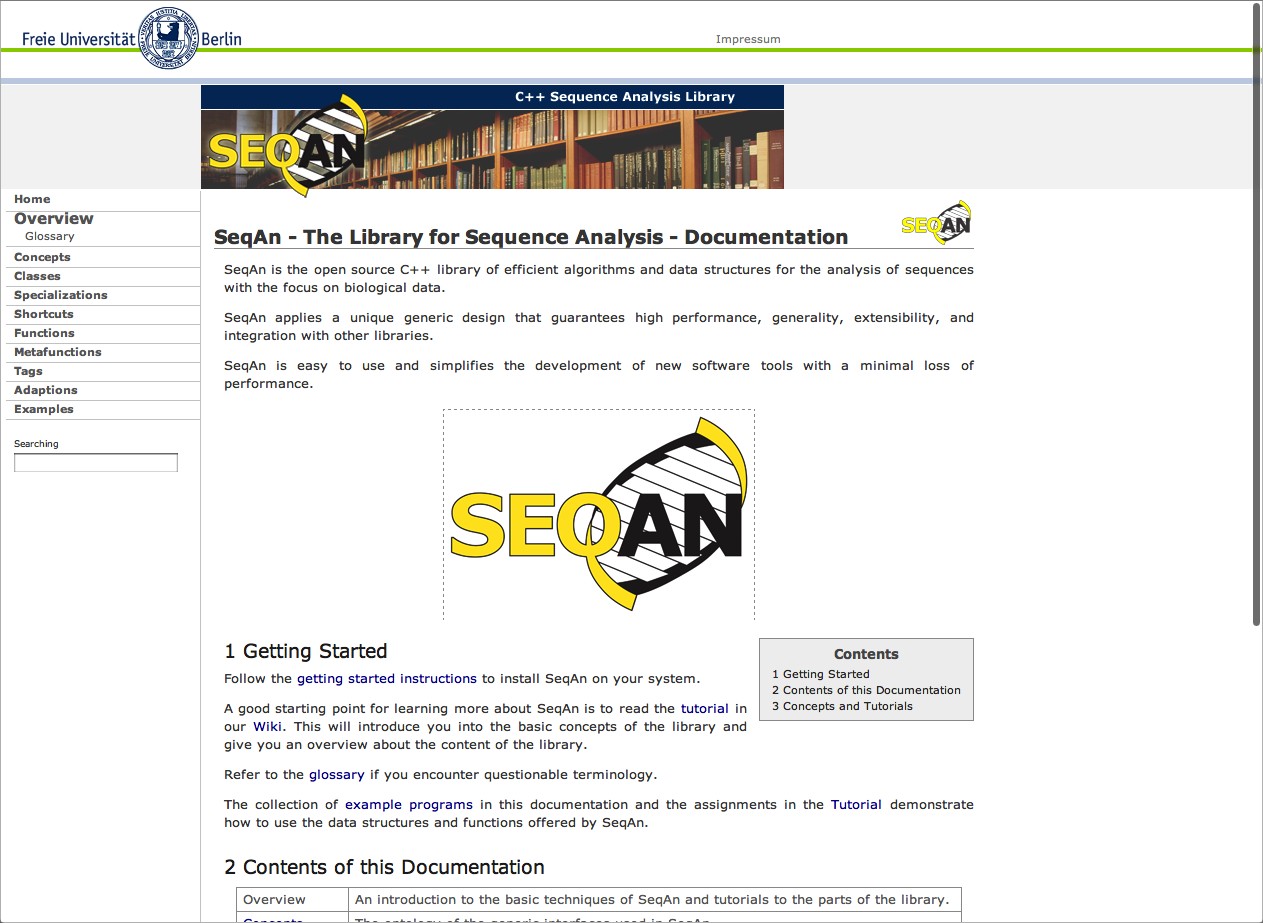 Freie Universität Berlin
Impressum
C++ Sequence Analysis Library
SEQAN
Home
Overview
Glossary
Concepts
Classes
Specializations
Shortcuts
Functions
Metafunctions
Tags
Adaptions
Examples
Searching
SEQAN
SeqAn - The Library for Sequence Analysis - Documentation
SeqAn is the open source C++ library of efficient algorithms and data structures for the analysis of sequences
with the focus on biological data.
SeqAn applies a unique generic design that guarantees high performance, generality, extensibility, and
integration with other libraries.
SeqAn is easy to use and simplifies the development of new software tools with a minimal loss of
performance.
SEQAN
1 Getting Started
Follow the getting started instructions to install SeqAn on your system.
A good starting point for learning more about SeqAn is to read the tutorial in
our Wiki. This will introduce you into the basic concepts of the library and
give you an overview about the content of the library.
Refer to the glossary if you encounter questionable terminology.
The collection of example programs in this documentation and the assignments in the Tutorial demonstrate
how to use the data structures and functions offered by SeqAn.
Contents
1 Getting Started
2 Contents of this Documentation
3 Concepts and Tutorials
2 Contents of this Documentation
Overview An introduction to the basic techniques of SeqAn and tutorials to the parts of the library.
Concepts The ontology of the generic interfaces used in SeqAn.